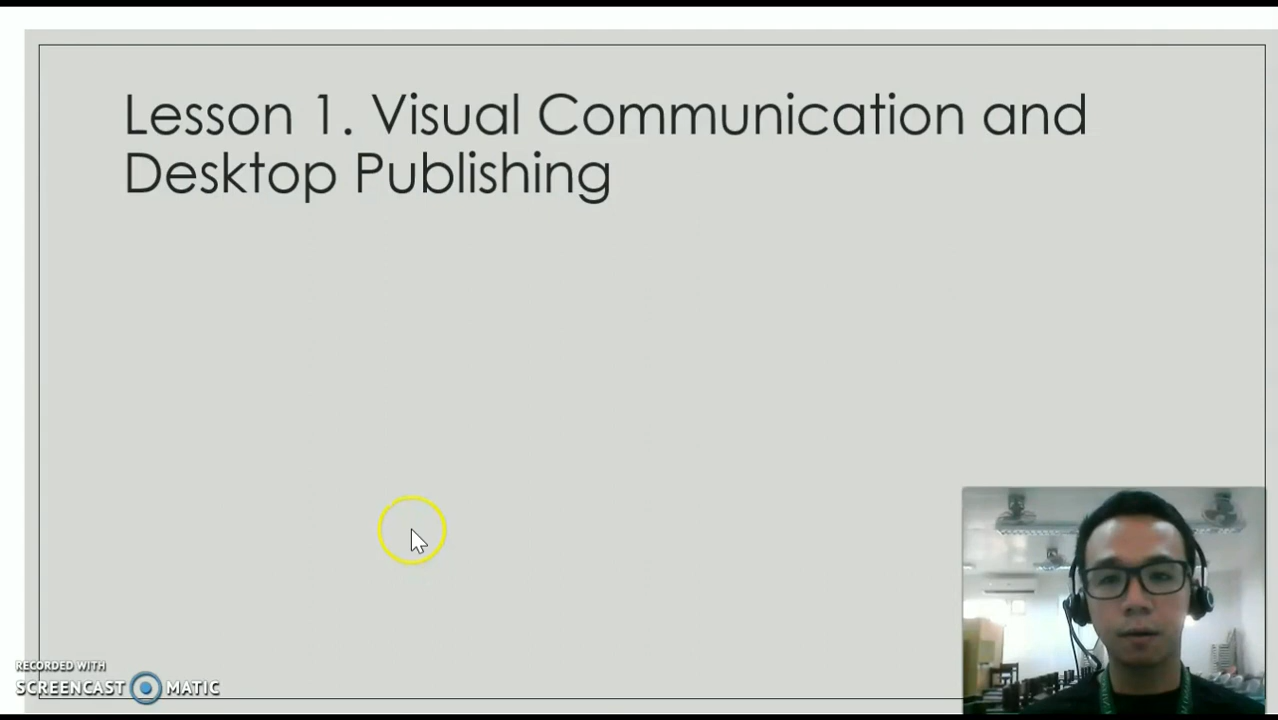 Lesson 1. Visual Communication and
Desktop Publishing
RECORDED WITH
SCREENCAST MATIC